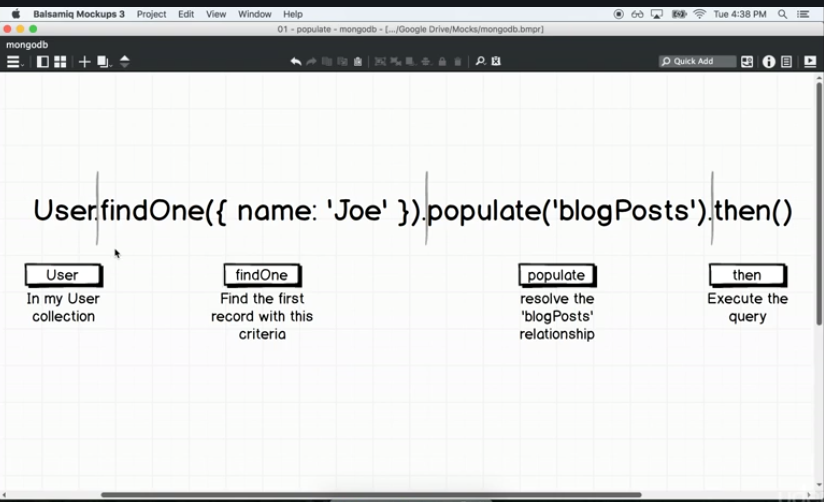 Balsamiq Mockups 3 Project Edit View Window Help Tue 4:38 PM
01 - populate - mongodb - [.../Google Drive/Mocks/mongodb.bmpr]
mongodb
Quick Add
User.findOne({ name: 'Joe' }).populate('blogPosts').then()
User
In my User
collection
findOne
Find the first
record with this
criteria
populate
resolve the
'blogPosts'
relationship
then
Execute the
query